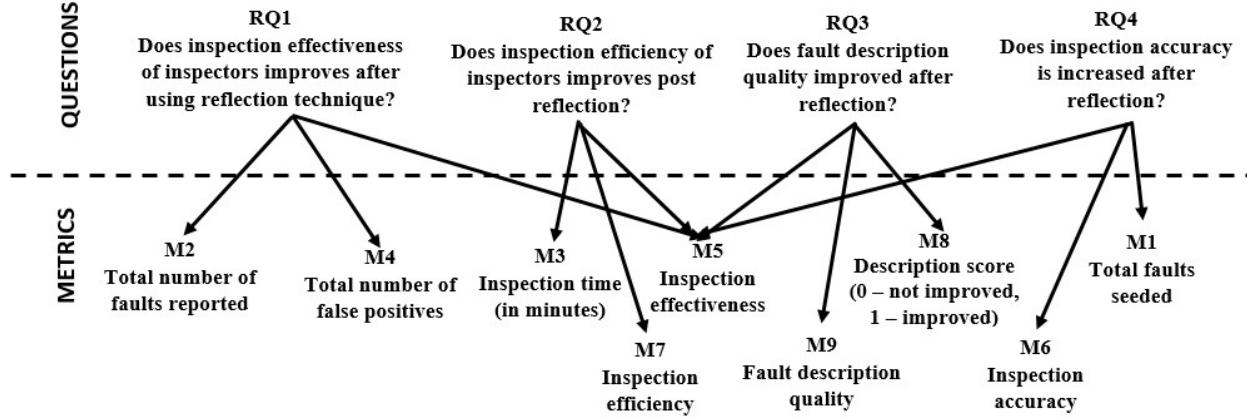 QUESTIONS
RQ1
Does inspection effectiveness
of inspectors improves after
using reflection technique?
RQ2
Does inspection efficiency of
inspectors improves post
reflection?
RQ3
Does fault description
quality improved after
reflection?
RQ4
Does inspection accuracy
is increased after
reflection?
METRICS
M2
Total number of
faults reported
M4
Total number of
false positives
M3
Inspection time
(in minutes)
M7
Inspection
efficiency
M5
Inspection
effectiveness
M9
Fault description
quality
M8
Description score
(0 – not improved,
1 – improved)
M6
Inspection
accuracy
M1
Total faults
seeded